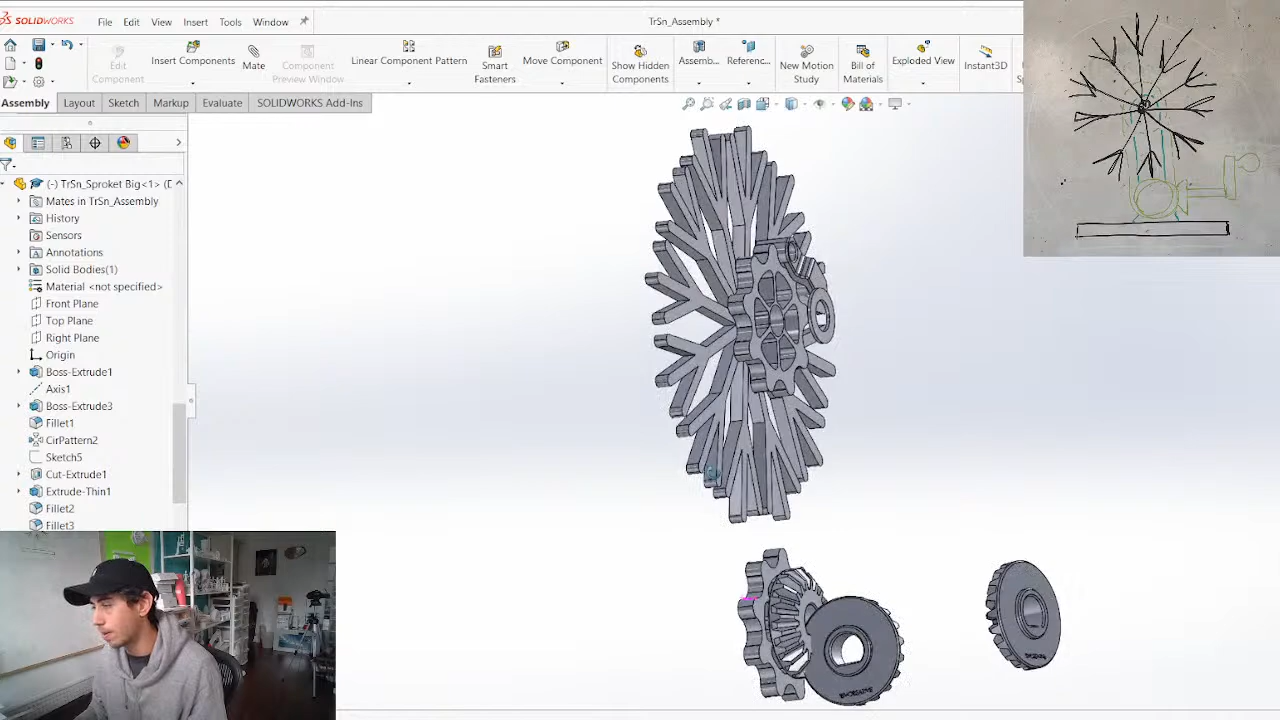 SOLIDWORKS File Edit View Insert Tools Window TrSn_Assembly *
Edit Component
Insert Components
Mate
Component Preview Window
Linear Component Pattern
Smart Fasteners
Move Component
Show Hidden Components
Assemb...
Referenc...
New Motion Study
Bill of Materials
Exploded View
Instant3D
Assembly Layout Sketch Markup Evaluate SOLIDWORKS Add-Ins
(-) TrSn_Sproket Big<1> (D
Mates in TrSn_Assembly
History
Sensors
Annotations
Solid Bodies(1)
Material <not specified>
Front Plane
Top Plane
Right Plane
Origin
Boss-Extrude1
Axis1
Boss-Extrude3
Fillet1
CirPattern2
Sketch5
Cut-Extrude1
Extrude-Thin1
Fillet2
Fillet3